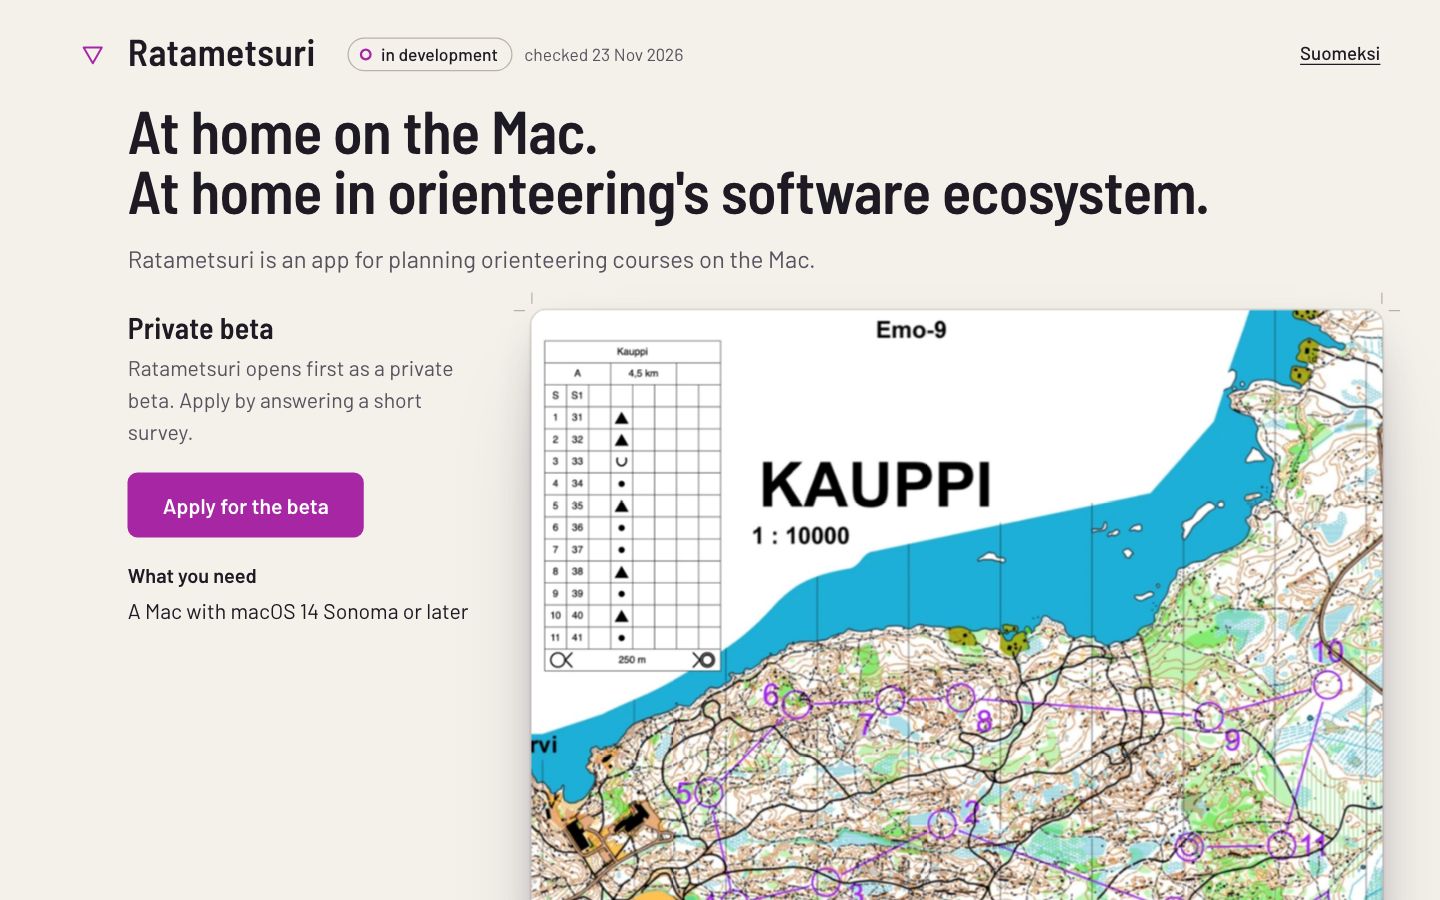 Ratametsuri
in development
checked 23 Nov 2026
Suomeksi
At home on the Mac.
At home in orienteering's software ecosystem.
Ratametsuri is an app for planning orienteering courses on the Mac.
Private beta
Ratametsuri opens first as a private
beta. Apply by answering a short
survey.
Apply for the beta
What you need
A Mac with macOS 14 Sonoma or later
Emo-9
Kauppi
A 4,5 km
S S1
1 31
2 32
3 33
4 34
5 35
6 36
7 37
8 38
9 39
10 40
11 41
250 m
KAUPPI
1 : 10000
rvi
10
6
7
8
9
5
2
11
3